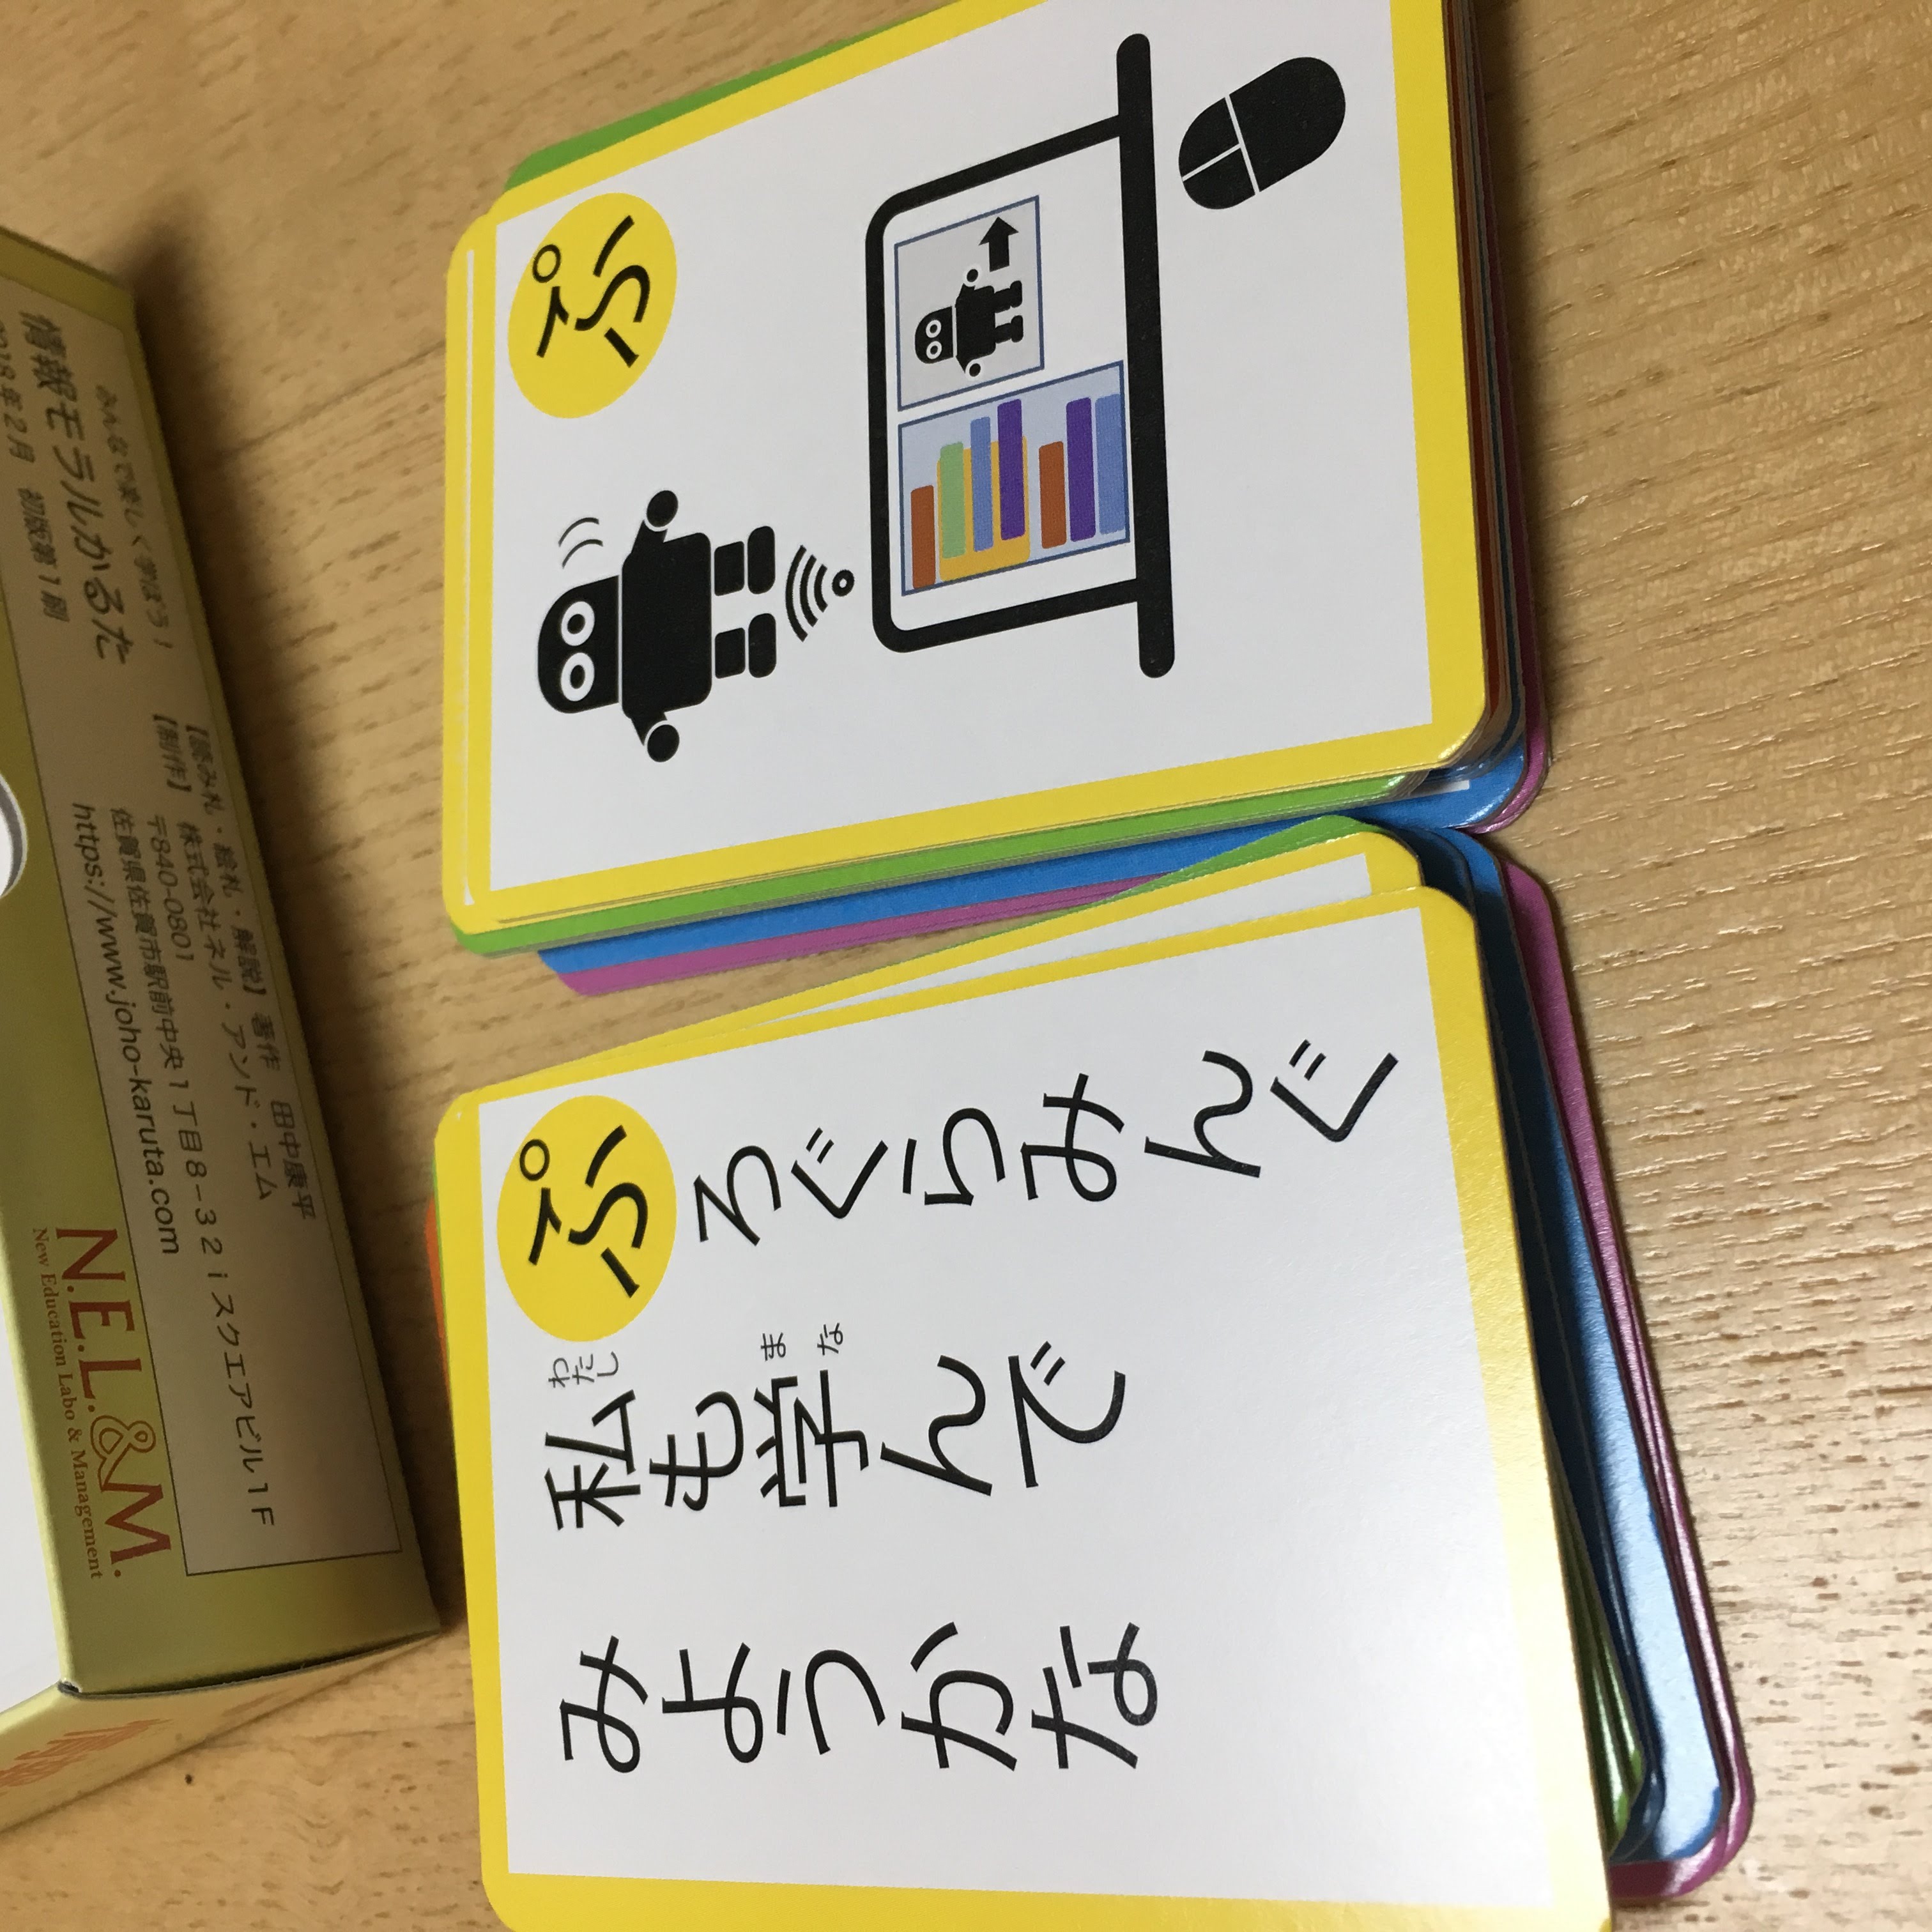 ぷろぐらみんぐ
私も学んで
わたし
まな
みようかな
ぷ
N.E.L.&M.
New Education Labo & Management
みんなで楽しく学ぼう!
情報モラルかるた
2018年2月 初版第1刷
【読み札・絵札・解説】著作 田中康平
【制作】 株式会社ネル・アンド・エム
〒840-0801
佐賀県佐賀市駅前中央1丁目8-32 iスクエアビル1F
https://www.joho-karuta.com